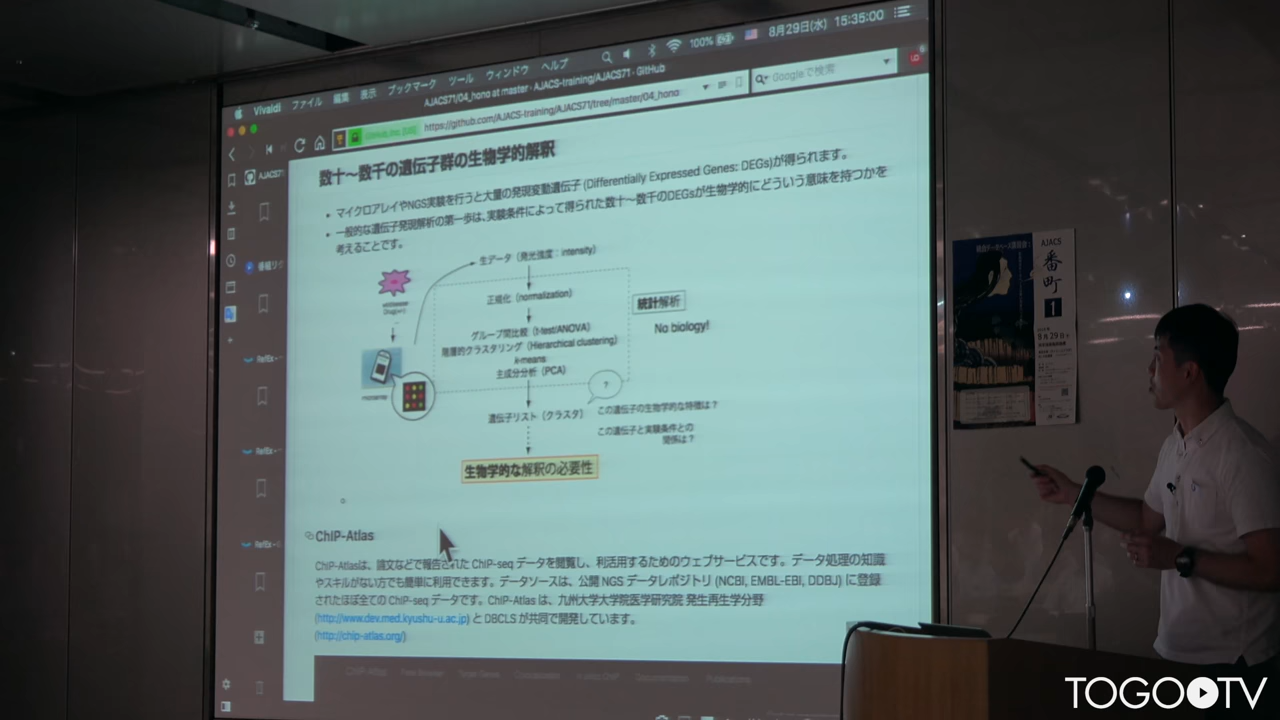 Vivaldi ファイル 編集 表示 ブックマーク ツール ウィンドウ ヘルプ 100% 8月29日(水) 15:35:00
AJACS71/04_hono at master · AJACS-training/AJACS71 · GitHub
https://github.com/AJACS-training/AJACS71/tree/master/04_hono
Googleで検索
AJACS7
数十～数千の遺伝子群の生物学的解釈
マイクロアレイやNGS実験を行うと大量の発現変動遺伝子 (Differentially Expressed Genes: DEGs)が得られます。
一般的な遺伝子発現解析の第一歩は、実験条件によって得られた数十～数千のDEGsが生物学的にどういう意味を持つかを
考えることです。
生データ（発光強度：intensity）
正規化（normalization）
グループ間比較（t-test/ANOVA）
階層的クラスタリング（Hierarchical clustering）
k-means
主成分分析（PCA）
統計解析
No biology!
microarray
?
遺伝子リスト（クラスタ）
この遺伝子の生物学的な特徴は？
この遺伝子と実験条件との
関係は？
生物学的な解釈の必要性
ChIP-Atlas
ChIP-Atlasは、論文などで報告された ChIP-seq データを閲覧し、利活用するためのウェブサービスです。データ処理の知識
やスキルがない方でも簡単に利用できます。データソースは、公開 NGS データレポジトリ (NCBI, EMBL-EBI, DDBJ) に登録
されたほぼ全ての ChIP-seq データです。ChIP-Atlas は、九州大学大学院医学研究院 発生再生学分野
(http://www.dev.med.kyushu-u.ac.jp) と DBCLS が共同で開発しています。
(http://chip-atlas.org/)
ChIP-Atlas Peak Browser Target Genes Colocalization in silico ChIP Documentation Publications
AJACS
番町
1
8月29日
TOGOTV